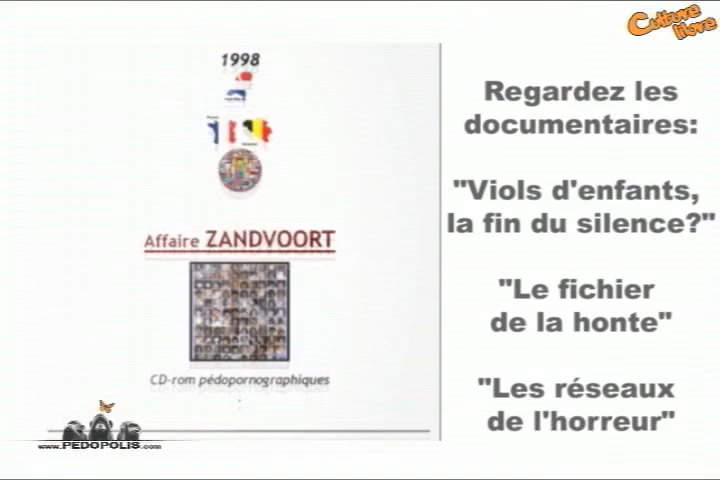 Culture
libre
1998
Regardez les
documentaires:
"Viols d'enfants,
la fin du silence?"
Affaire ZANDVOORT
"Le fichier
de la honte"
CD-rom pédopornographiques
"Les réseaux
de l'horreur"
www.PEDOPOLIS.com